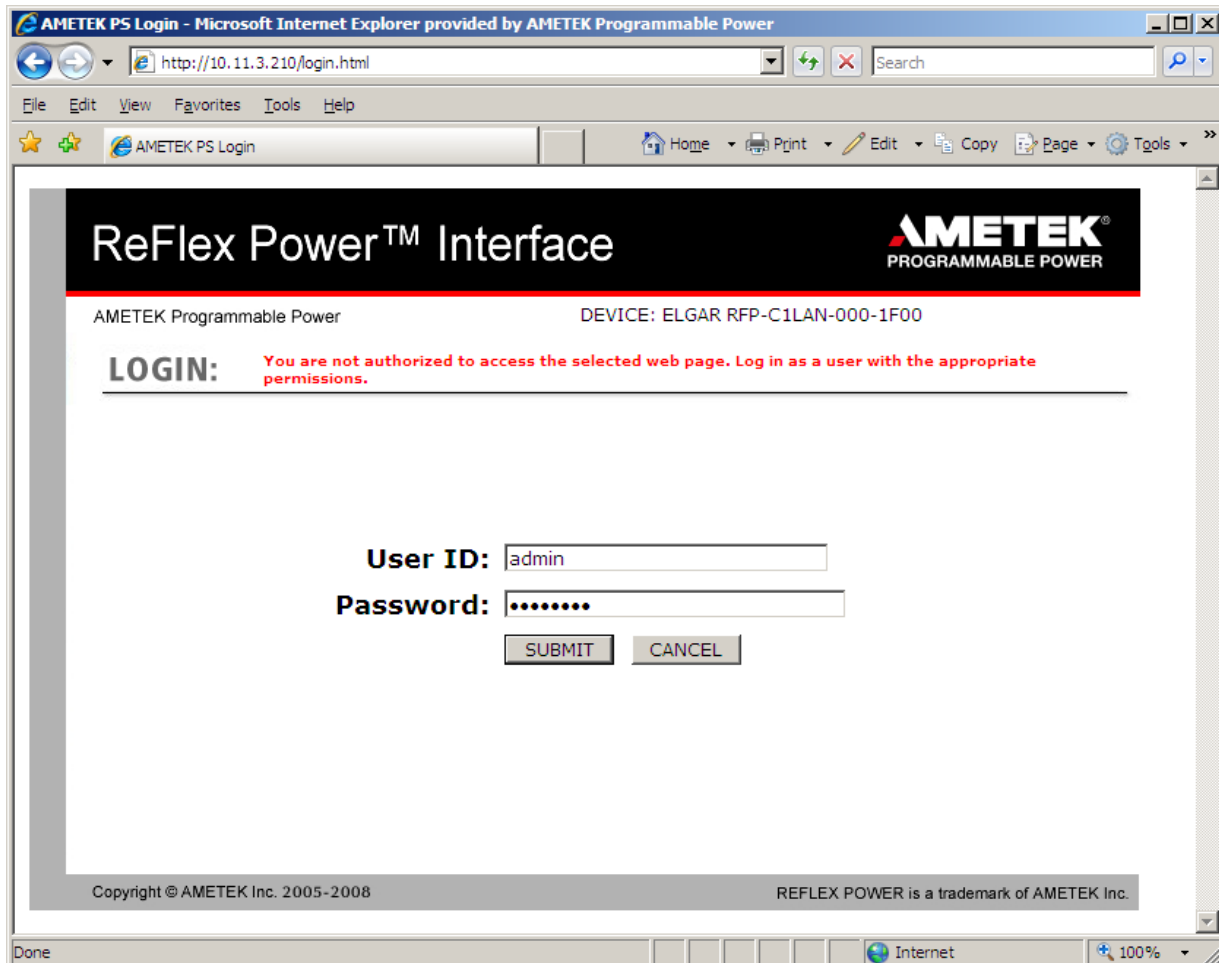 AMETEK PS Login - Microsoft Internet Explorer provided by AMETEK Programmable Power
http://10.11.3.210/login.html
Search
File Edit View Favorites Tools Help
AMETEK PS Login
Home Print Edit Copy Page Tools »
ReFlex Power™ Interface
AMETEK®
PROGRAMMABLE POWER
AMETEK Programmable Power
DEVICE: ELGAR RFP-C1LAN-000-1F00
LOGIN:
You are not authorized to access the selected web page. Log in as a user with the appropriate
permissions.
User ID: admin
Password: ••••••••
SUBMIT CANCEL
Copyright © AMETEK Inc. 2005-2008
REFLEX POWER is a trademark of AMETEK Inc.
Done Internet 100%